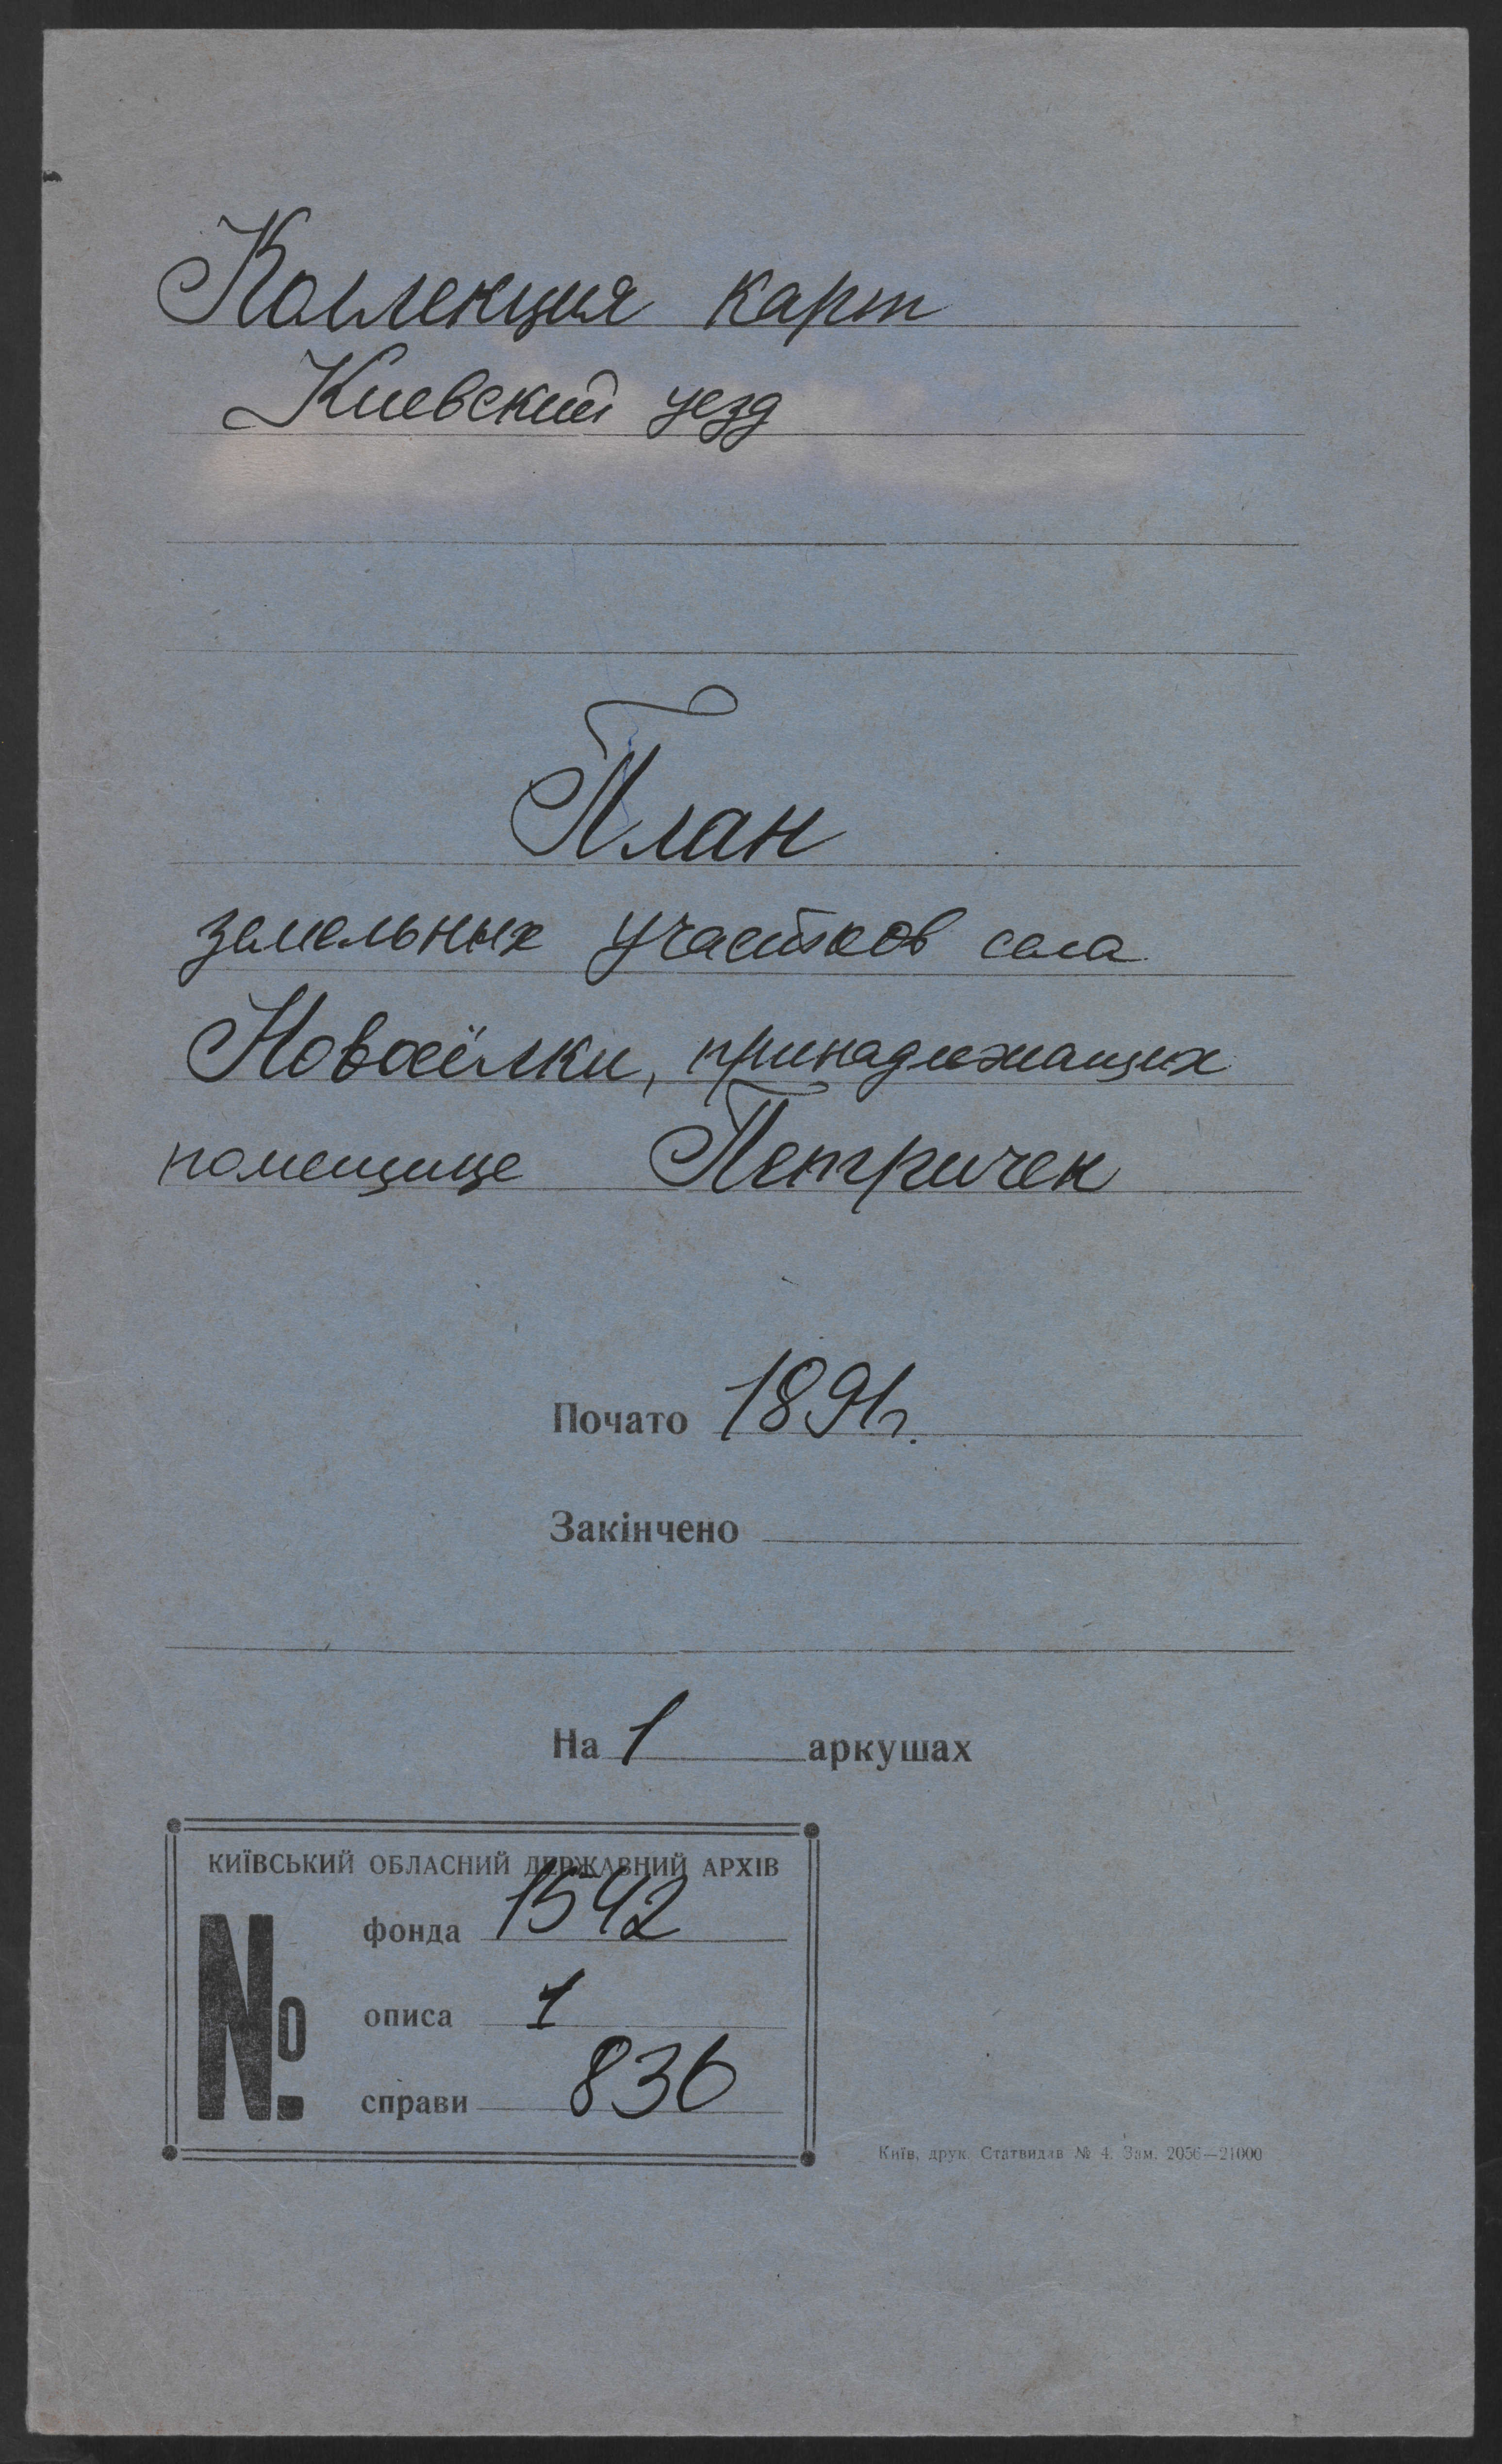 Коллекция карт
Киевский уезд
План
земельных участков села
Новосёлки, принадлежащих
помещице Петричек
Почато 1891г.
Закінчено
На 1 аркушах
КИЇВСЬКИЙ ОБЛАСНИЙ ДЕРЖАВНИЙ АРХІВ
№
фонда 1542
описа 1
справи 836
Київ, друк. Статвидав № 4. Зам. 2056—21000